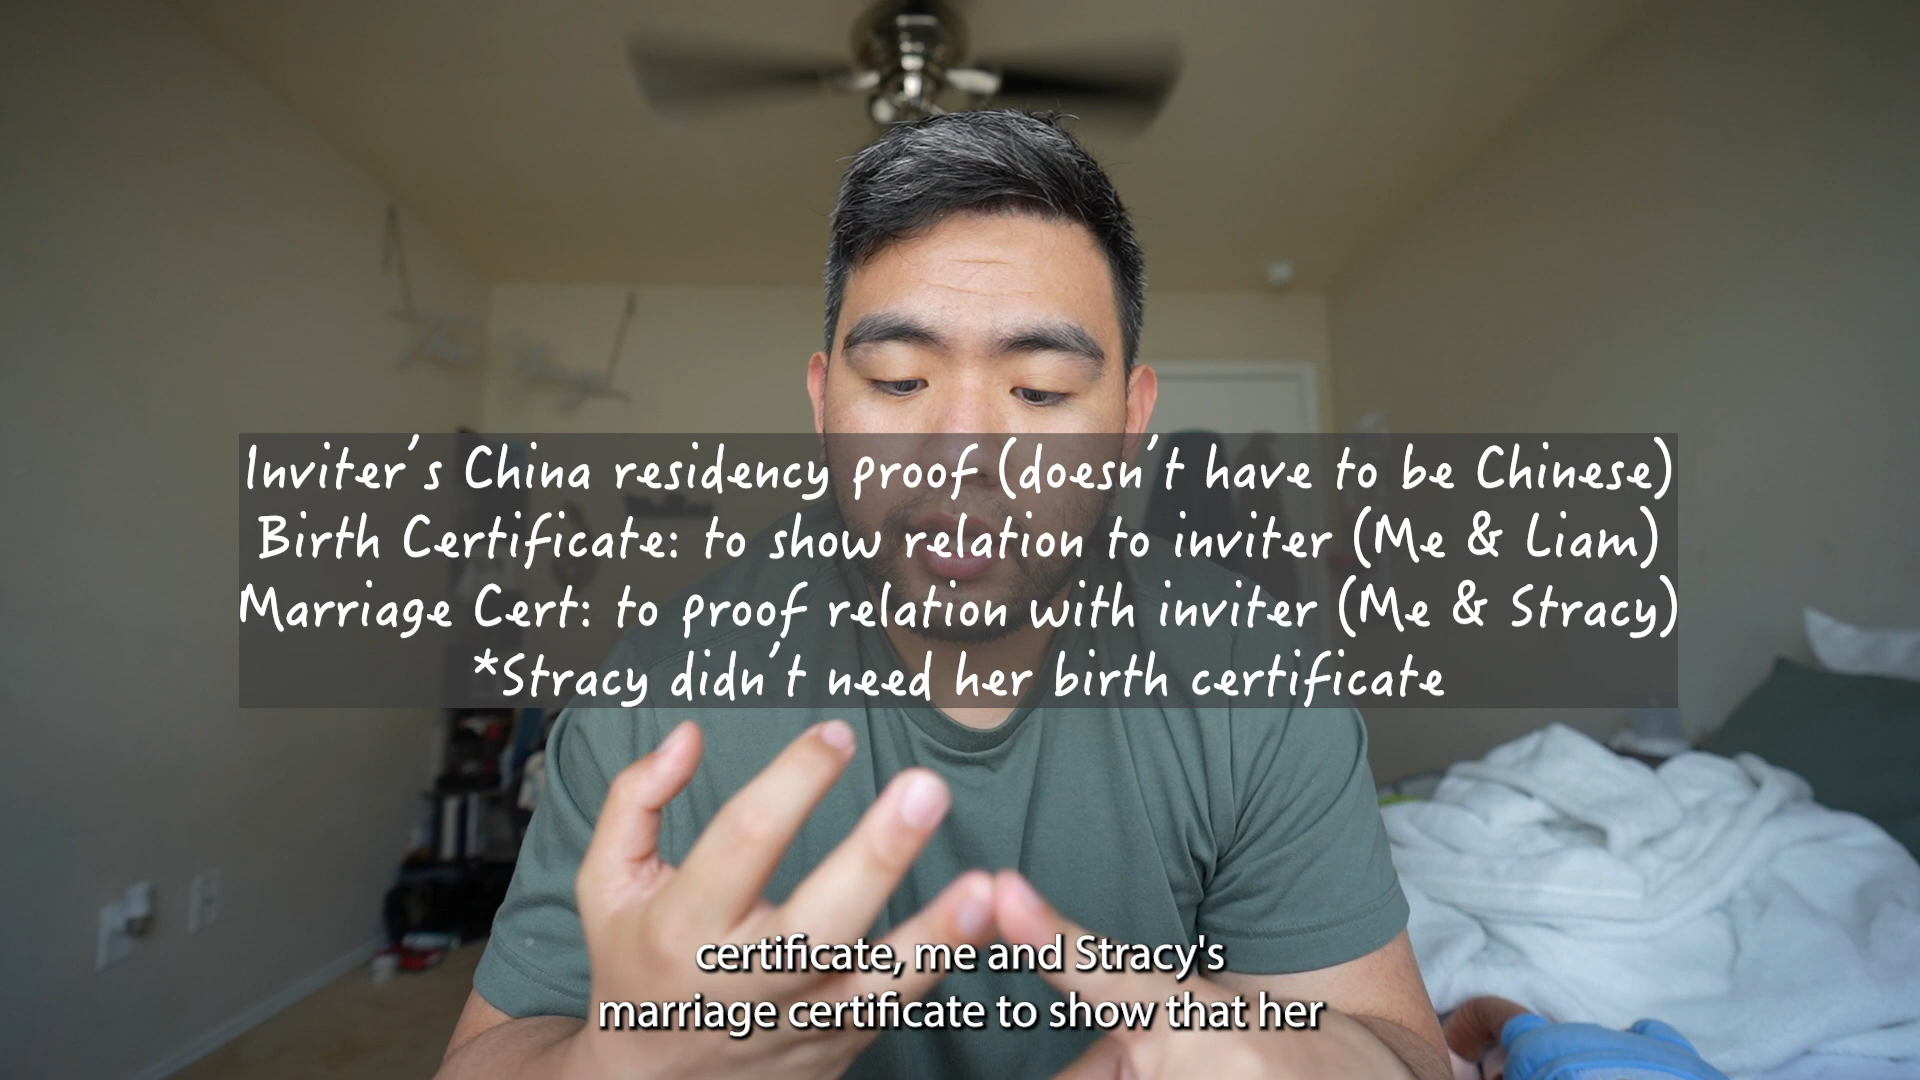 Inviter's China residency proof (doesn't have to be Chinese)
Birth Certificate: to show relation to inviter (Me & Liam)
Marriage Cert: to proof relation with inviter (Me & Stracy)
*Stracy didn't need her birth certificate
certificate, me and Stracy's
marriage certificate to show that her